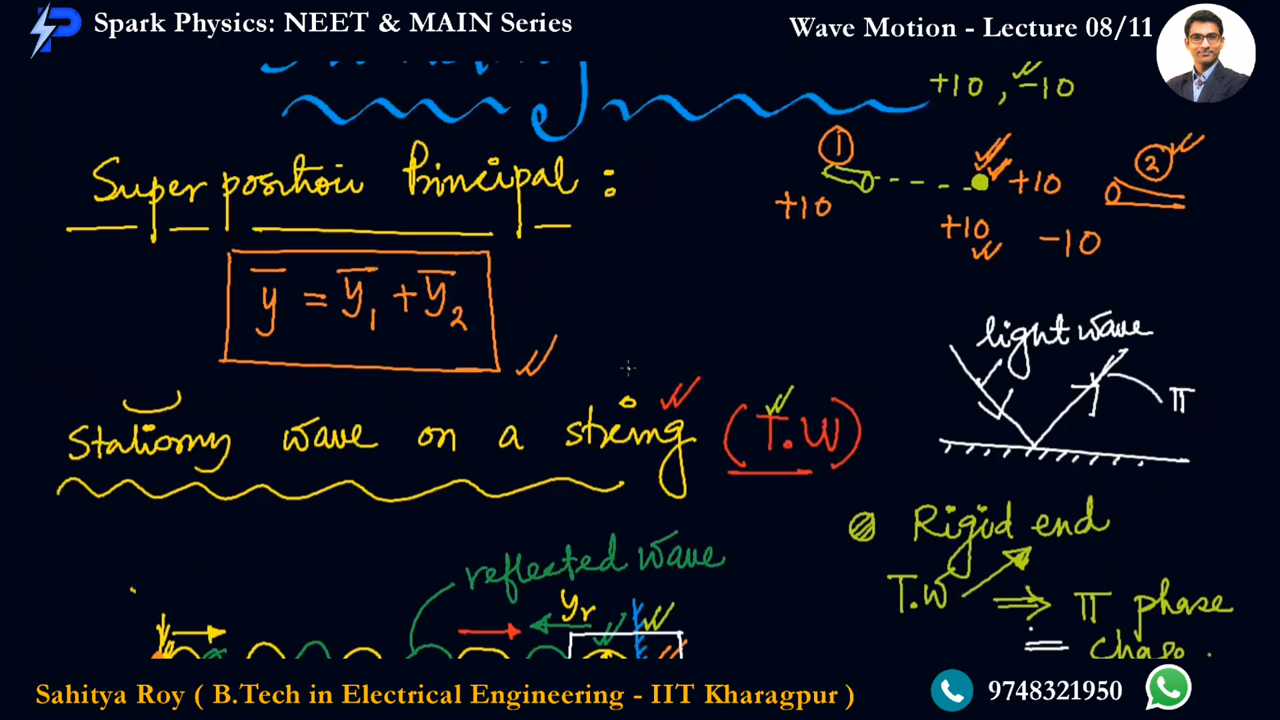 Spark Physics: NEET & MAIN Series
Wave Motion - Lecture 08/11
+10 , -10
Superposition Principal :
1
2
+10
+10
+10
-10
y = y1 + y2
light wave
π
Stationary wave on a string (T.W)
Rigid end
reflected wave
T.W
⇒ π phase
yr
Sahitya Roy ( B.Tech in Electrical Engineering - IIT Kharagpur )
9748321950